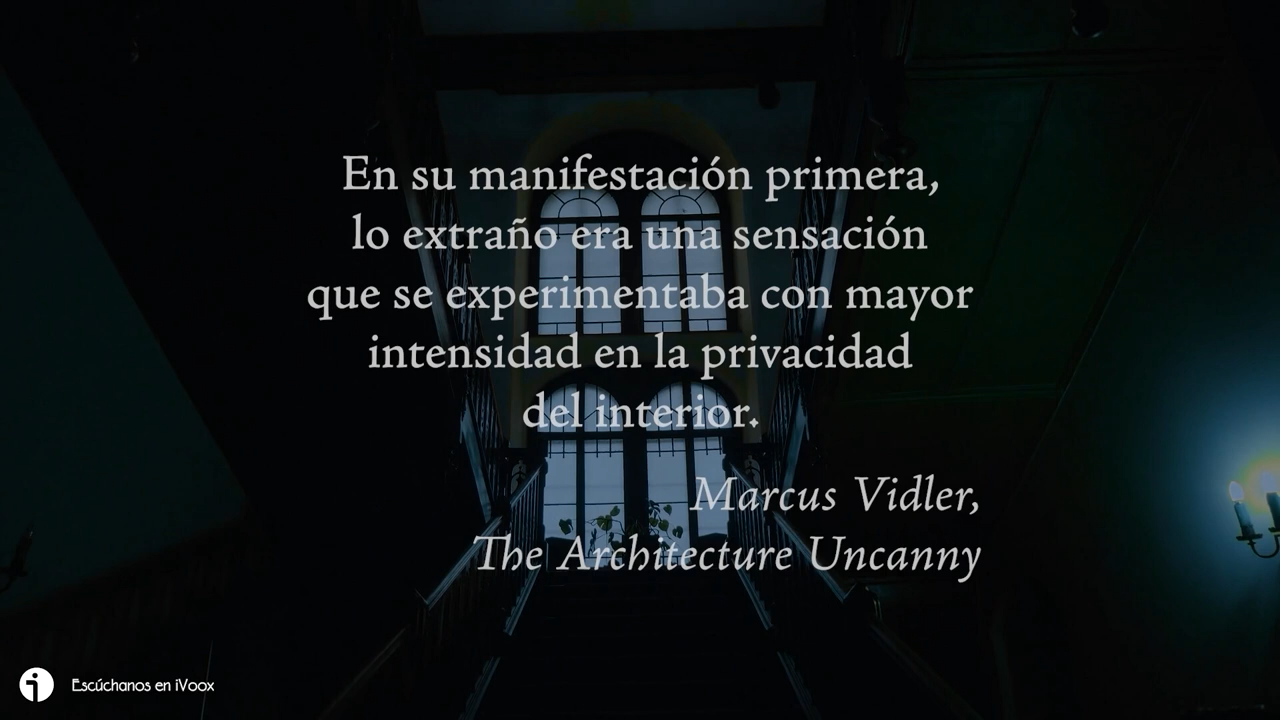 En su manifestación primera,
lo extraño era una sensación
que se experimentaba con mayor
intensidad en la privacidad
del interior.
Marcus Vidler,
The Architecture Uncanny
Escúchanos en iVoox